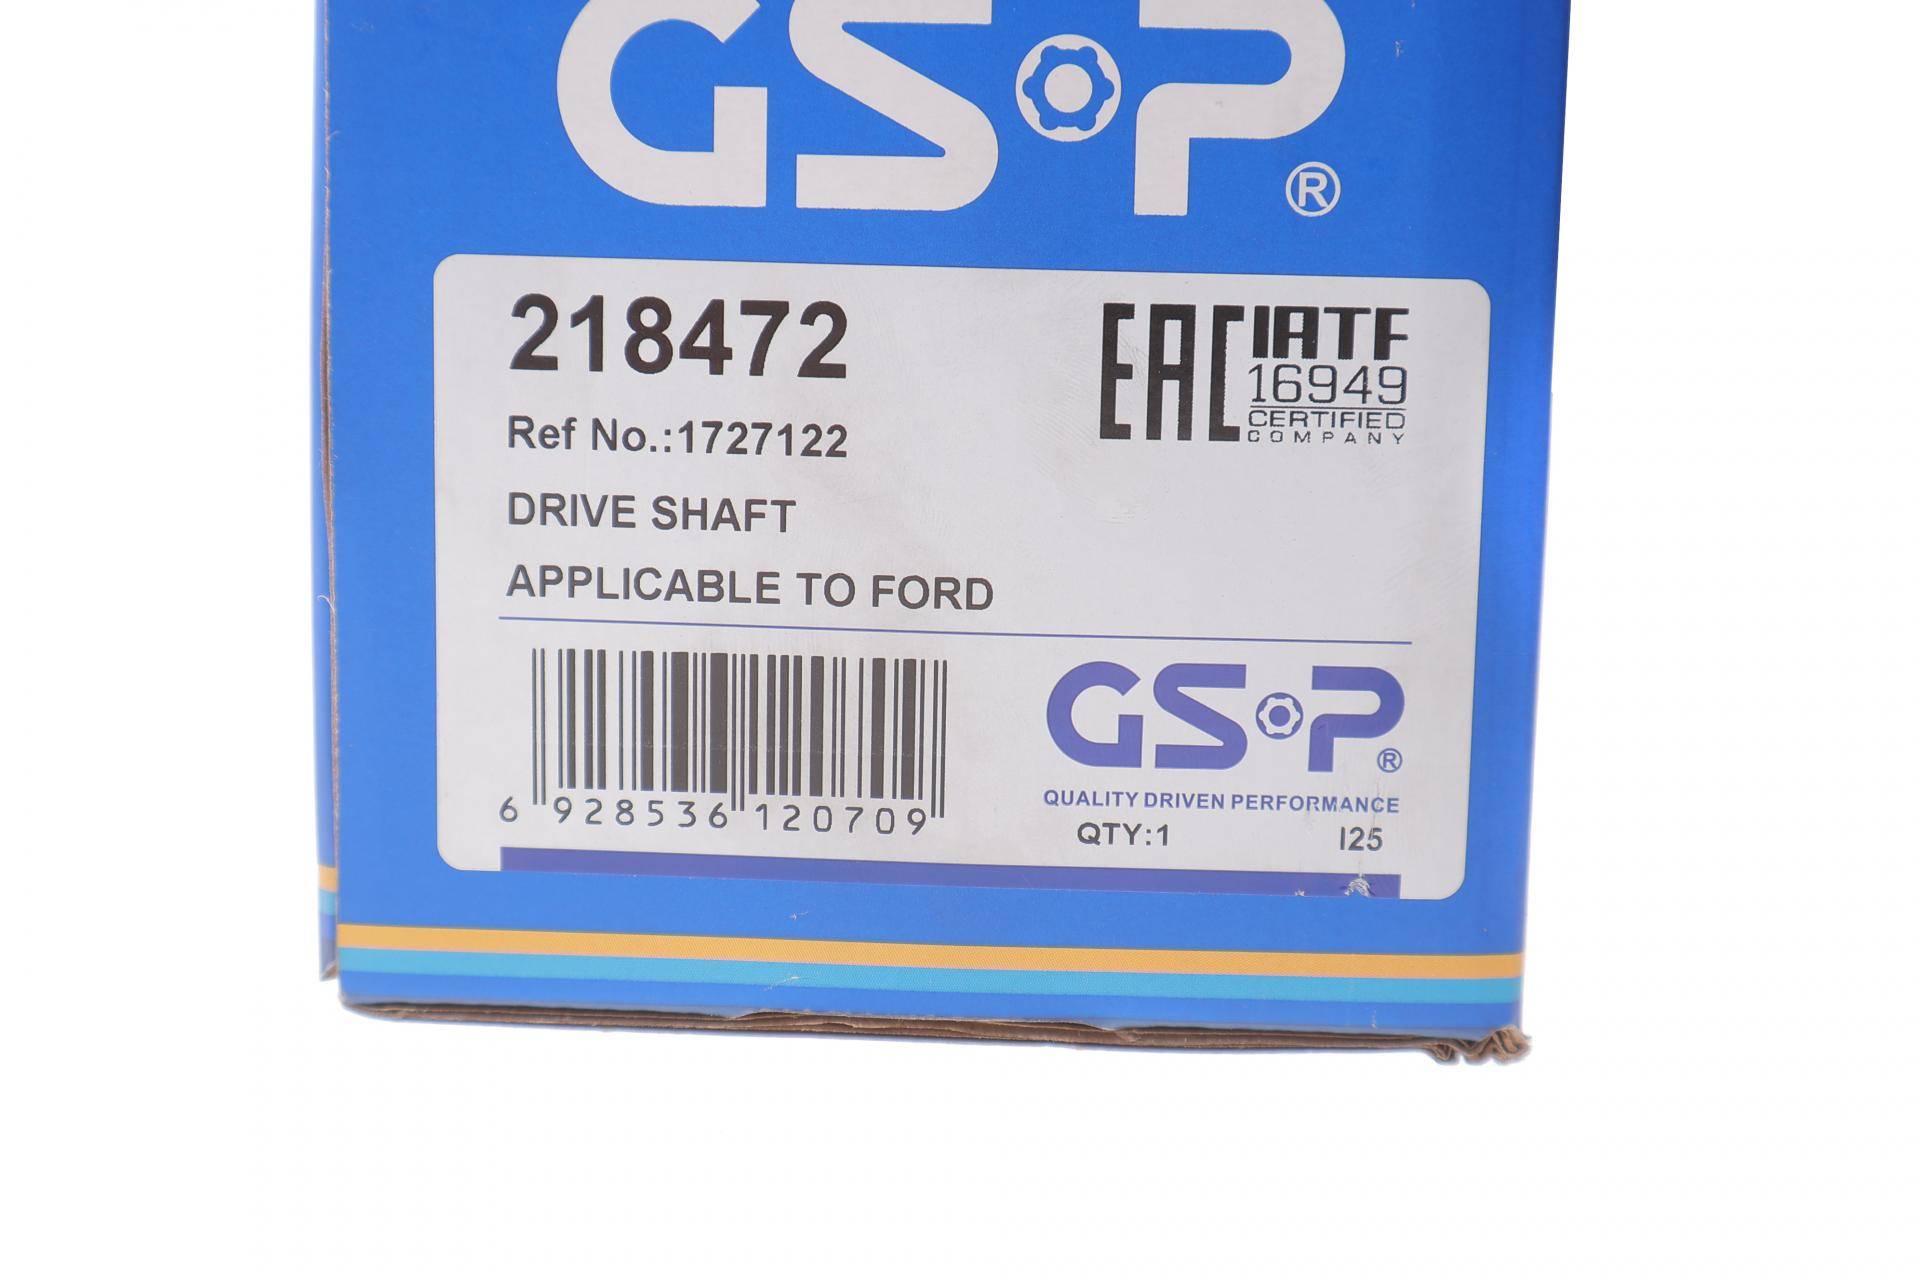 GSP®
218472
EAC IATF
16949
CERTIFIED
COMPANY
Ref No.:1727122
DRIVE SHAFT
APPLICABLE TO FORD
GSP®
QUALITY DRIVEN PERFORMANCE
6 928536 120709
QTY:1 I25